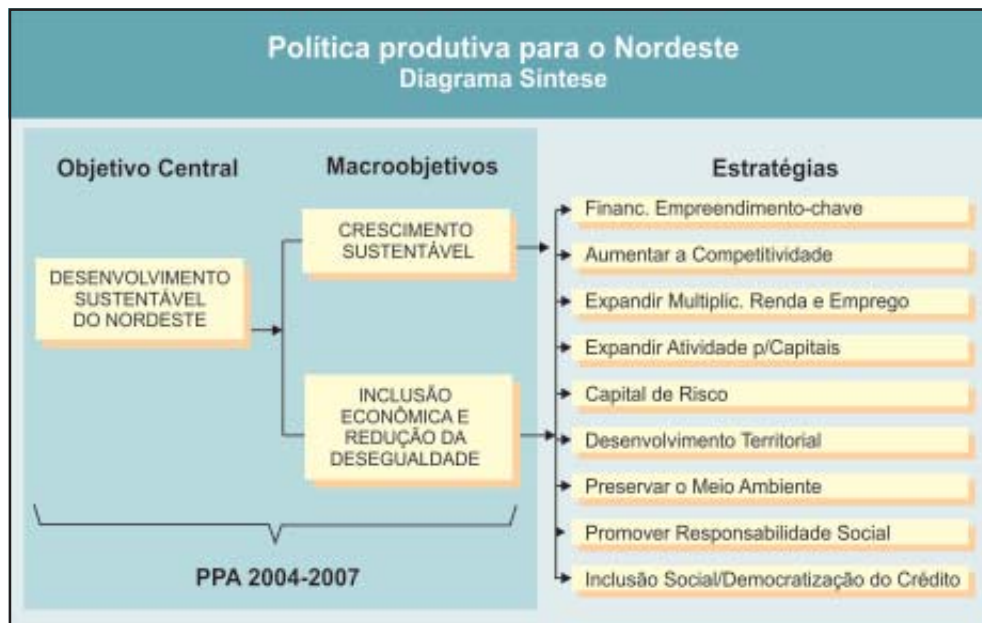 Política produtiva para o Nordeste
Diagrama Síntese
Objetivo Central
Macroobjetivos
Estratégias
DESENVOLVIMENTO
SUSTENTÁVEL
DO NORDESTE
CRESCIMENTO
SUSTENTÁVEL
INCLUSÃO
ECONÔMICA E
REDUÇÃO DA
DESEGUALDADE
PPA 2004-2007
Financ. Empreendimento-chave
Aumentar a Competitividade
Expandir Multiplic. Renda e Emprego
Expandir Atividade p/Capitais
Capital de Risco
Desenvolvimento Territorial
Preservar o Meio Ambiente
Promover Responsabilidade Social
Inclusão Social/Democratização do Crédito